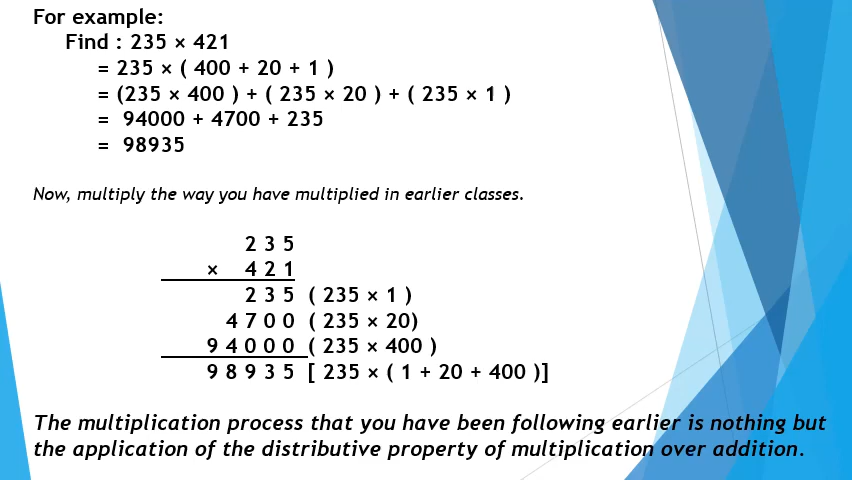 For example:
Find : 235 × 421
= 235 × ( 400 + 20 + 1 )
= (235 × 400 ) + ( 235 × 20 ) + ( 235 × 1 )
= 94000 + 4700 + 235
= 98935
Now, multiply the way you have multiplied in earlier classes.
2 3 5
× 4 2 1
2 3 5 ( 235 × 1 )
4 7 0 0 ( 235 × 20)
9 4 0 0 0 ( 235 × 400 )
9 8 9 3 5 [ 235 × ( 1 + 20 + 400 )]
The multiplication process that you have been following earlier is nothing but
the application of the distributive property of multiplication over addition.